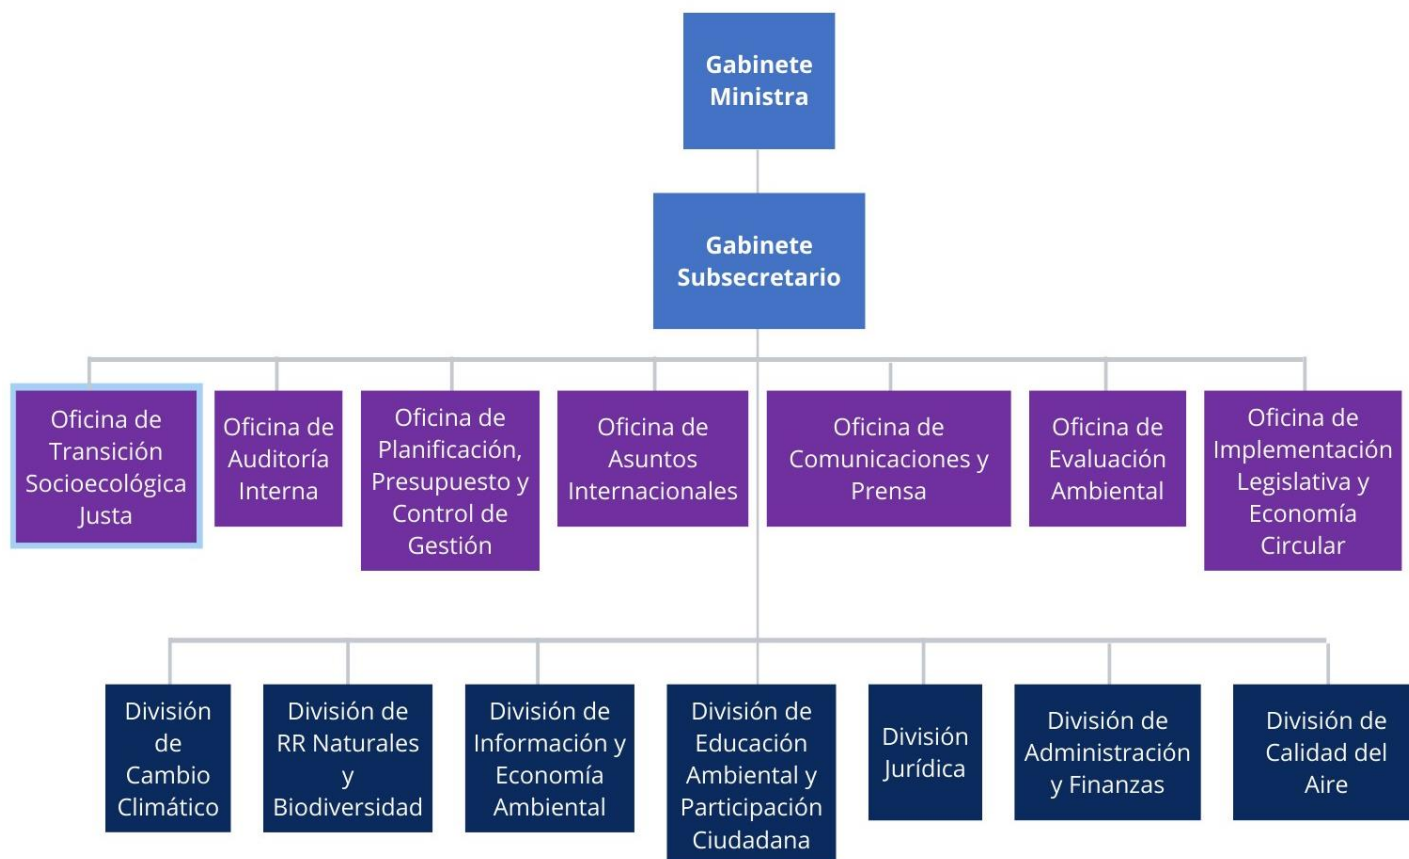 Gabinete
Ministra
Gabinete
Subsecretario
Oficina de
Transición
Socioecológica
Justa
Oficina de
Auditoría
Interna
Oficina de
Planificación,
Presupuesto y
Control de
Gestión
Oficina de
Asuntos
Internacionales
Oficina de
Comunicaciones y
Prensa
Oficina de
Evaluación
Ambiental
Oficina de
Implementación
Legislativa y
Economía
Circular
División
de
Cambio
Climático
División de
RR Naturales
y
Biodiversidad
División de
Información y
Economía
Ambiental
División de
Educación
Ambiental y
Participación
Ciudadana
División
Jurídica
División de
Administración
y Finanzas
División de
Calidad del
Aire